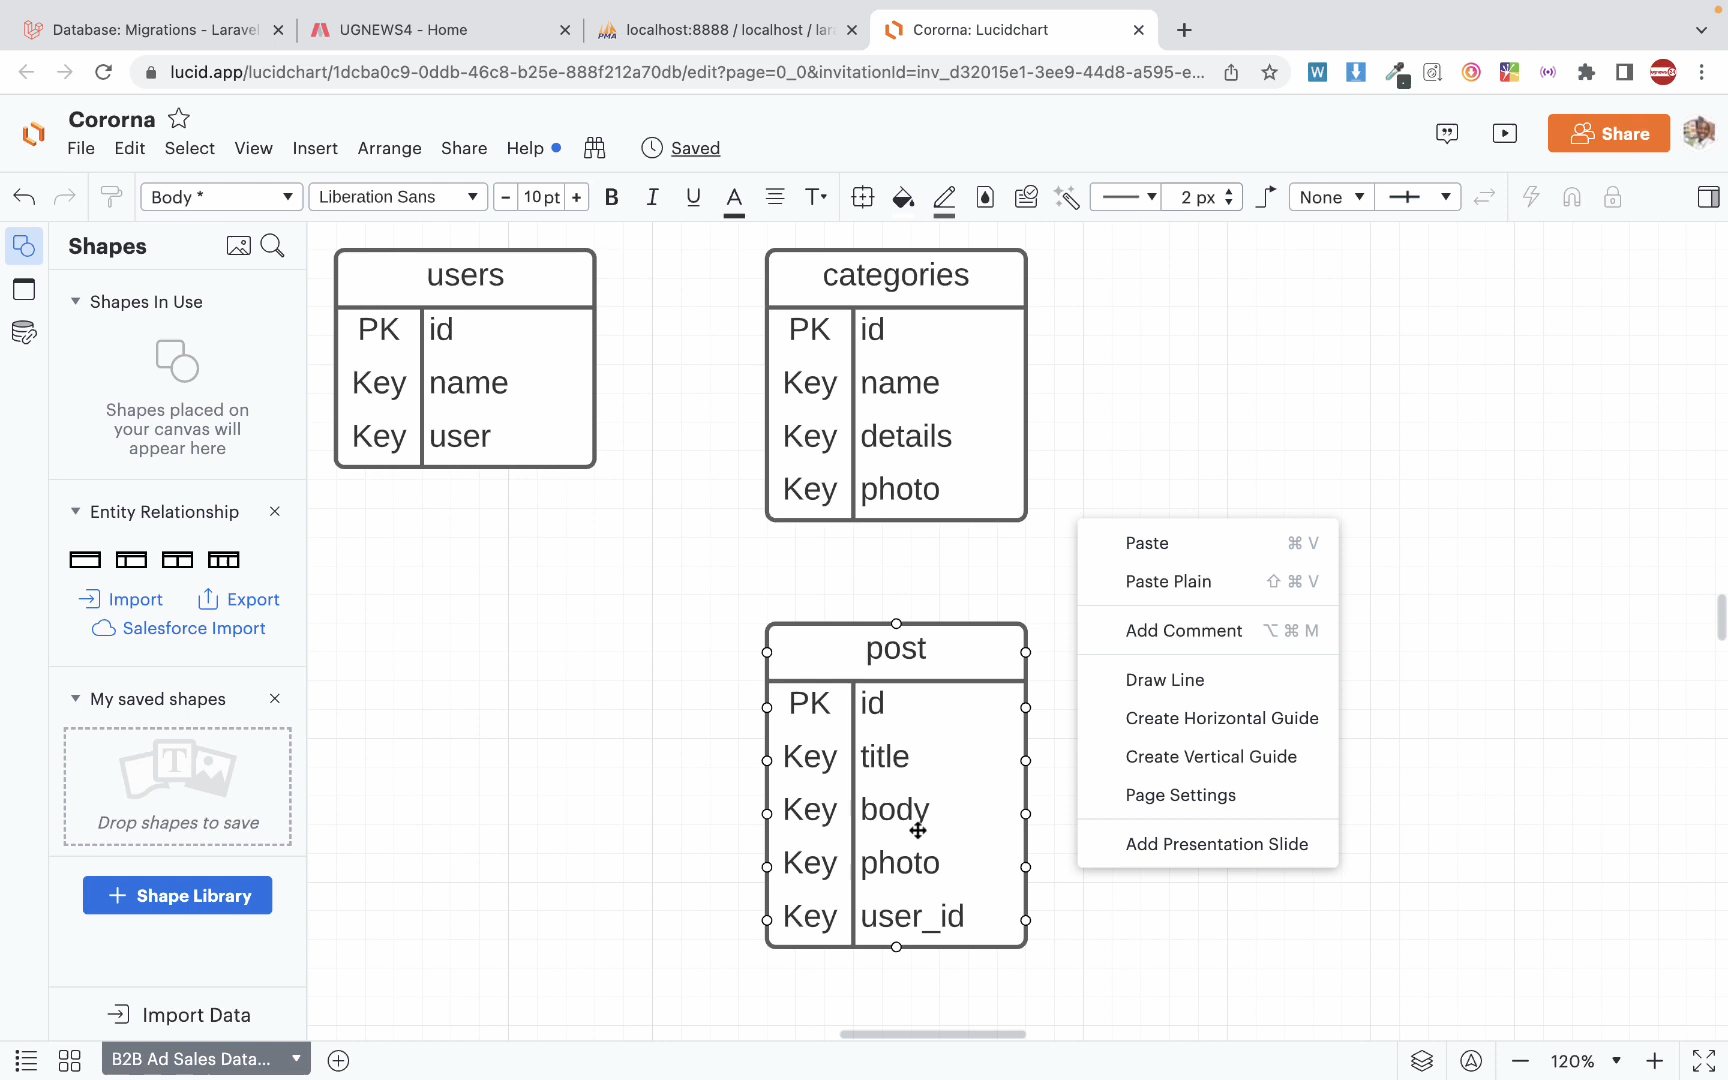 Database: Migrations - Laravel
UGNEWS4 - Home
PMA
localhost:8888 / localhost / lar
Cororna: Lucidchart
lucid.app/lucidchart/1dcba0c9-0ddb-46c8-b25e-888f212a70db/edit?page=0_0&invitationId=inv_d32015e1-3ee9-44d8-a595-e...
Cororna
File Edit Select View Insert Arrange Share Help
Saved
Share
Body *
Liberation Sans
10 pt
B I U A T
2 px
None
Shapes
Shapes In Use
Shapes placed on
your canvas will
appear here
Entity Relationship
Import
Export
Salesforce Import
My saved shapes
T
Drop shapes to save
Shape Library
Import Data
users
PK id
Key name
Key user
categories
PK id
Key name
Key details
Key photo
post
PK id
Key title
Key body
Key photo
Key user_id
Paste ⌘ V
Paste Plain ⇧ ⌘ V
Add Comment ⌥ ⌘ M
Draw Line
Create Horizontal Guide
Create Vertical Guide
Page Settings
Add Presentation Slide
B2B Ad Sales Data...
120%